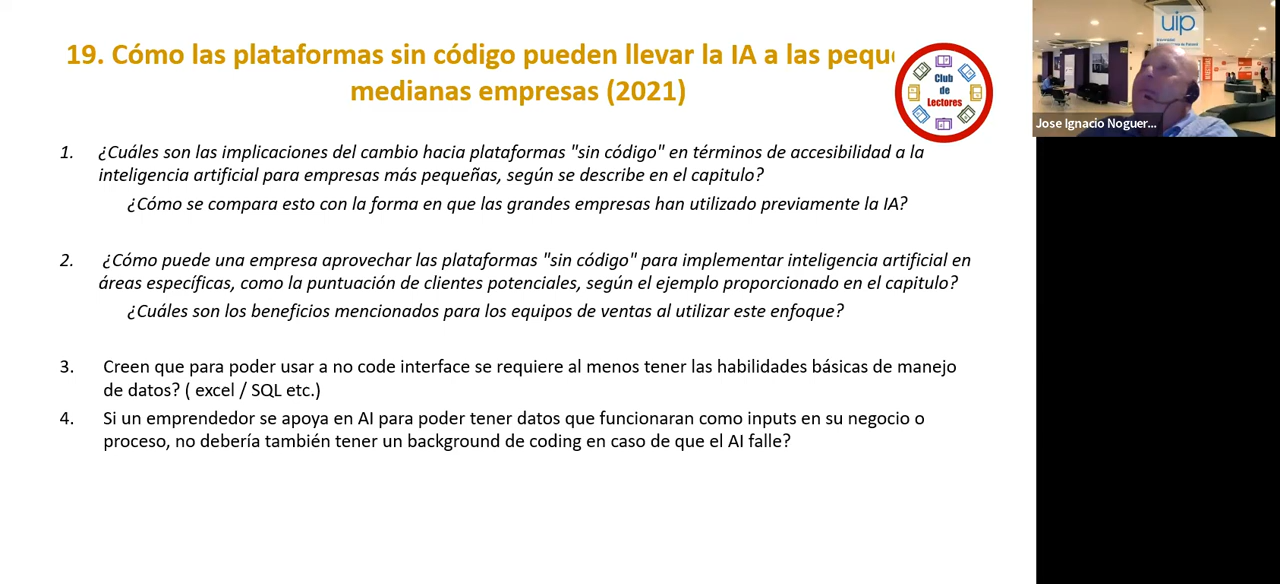 19. Cómo las plataformas sin código pueden llevar la IA a las peque
medianas empresas (2021)
Club
de
Lectores
uip
Jose Ignacio Noguer...
1. ¿Cuáles son las implicaciones del cambio hacia plataformas "sin código" en términos de accesibilidad a la
inteligencia artificial para empresas más pequeñas, según se describe en el capitulo?
¿Cómo se compara esto con la forma en que las grandes empresas han utilizado previamente la IA?
2. ¿Cómo puede una empresa aprovechar las plataformas "sin código" para implementar inteligencia artificial en
áreas específicas, como la puntuación de clientes potenciales, según el ejemplo proporcionado en el capitulo?
¿Cuáles son los beneficios mencionados para los equipos de ventas al utilizar este enfoque?
3. Creen que para poder usar a no code interface se requiere al menos tener las habilidades básicas de manejo
de datos? ( excel / SQL etc.)
4. Si un emprendedor se apoya en AI para poder tener datos que funcionaran como inputs en su negocio o
proceso, no debería también tener un background de coding en caso de que el AI falle?